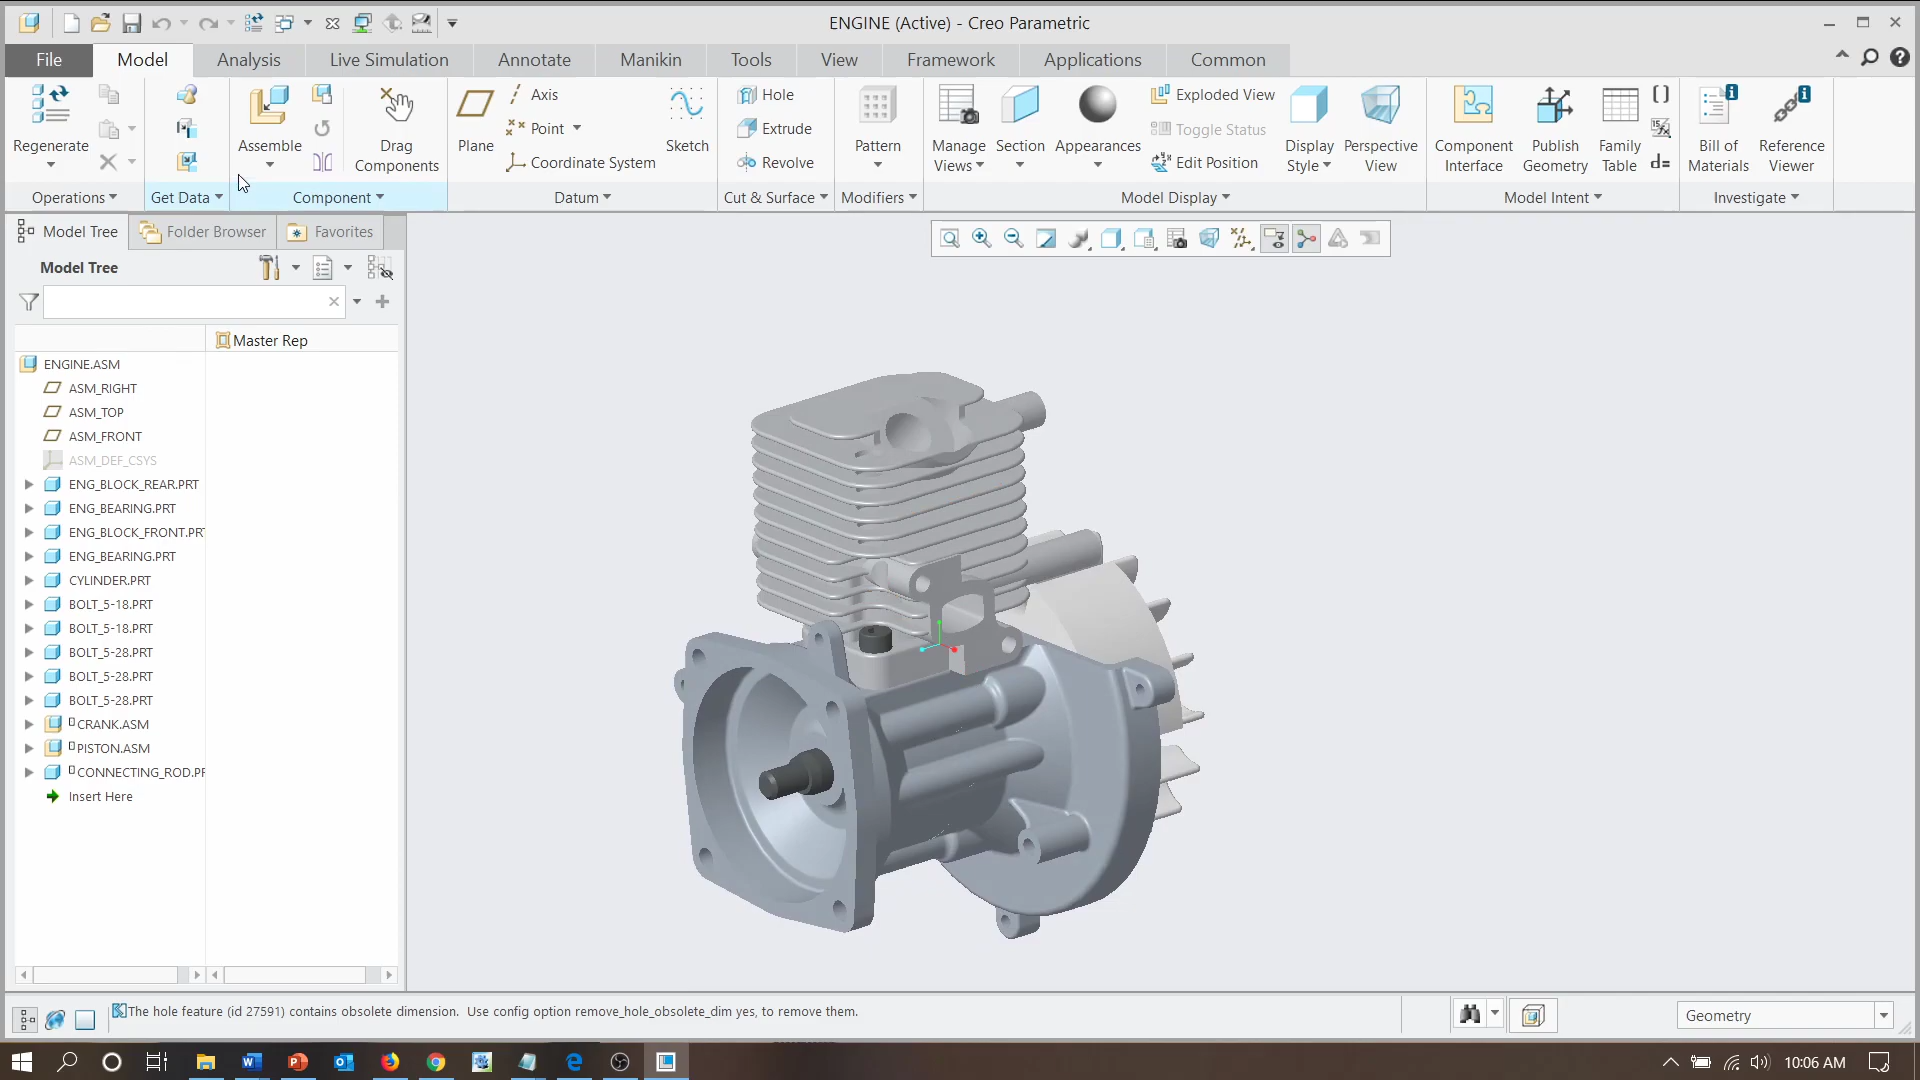 ENGINE (Active) - Creo Parametric
File
Model
Analysis
Live Simulation
Annotate
Manikin
Tools
View
Framework
Applications
Common
Regenerate
Operations
Get Data
Assemble
Drag
Components
Component
Plane
Axis
Point
Coordinate System
Sketch
Datum
Hole
Extrude
Revolve
Cut & Surface
Pattern
Modifiers
Manage
Views
Section
Appearances
Exploded View
Toggle Status
Edit Position
Display
Style
Perspective
View
Model Display
Component
Interface
Publish
Geometry
Family
Table
Model Intent
Bill of
Materials
Reference
Viewer
Investigate
Model Tree
Folder Browser
Favorites
Model Tree
Master Rep
ENGINE.ASM
ASM_RIGHT
ASM_TOP
ASM_FRONT
ASM_DEF_CSYS
ENG_BLOCK_REAR.PRT
ENG_BEARING.PRT
ENG_BLOCK_FRONT.PR
ENG_BEARING.PRT
CYLINDER.PRT
BOLT_5-18.PRT
BOLT_5-18.PRT
BOLT_5-28.PRT
BOLT_5-28.PRT
BOLT_5-28.PRT
CRANK.ASM
PISTON.ASM
CONNECTING_ROD.PF
Insert Here
The hole feature (id 27591) contains obsolete dimension. Use config option remove_hole_obsolete_dim yes, to remove them.
Geometry
10:06 AM